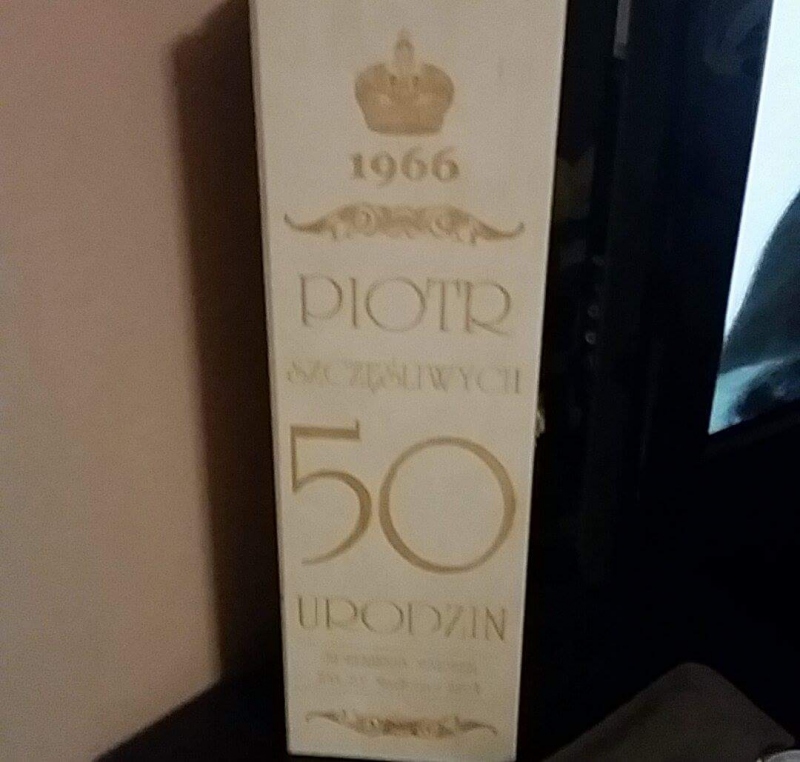 1966
PIOTR
SZCZĘŚLIWYCH
50
URODZIN